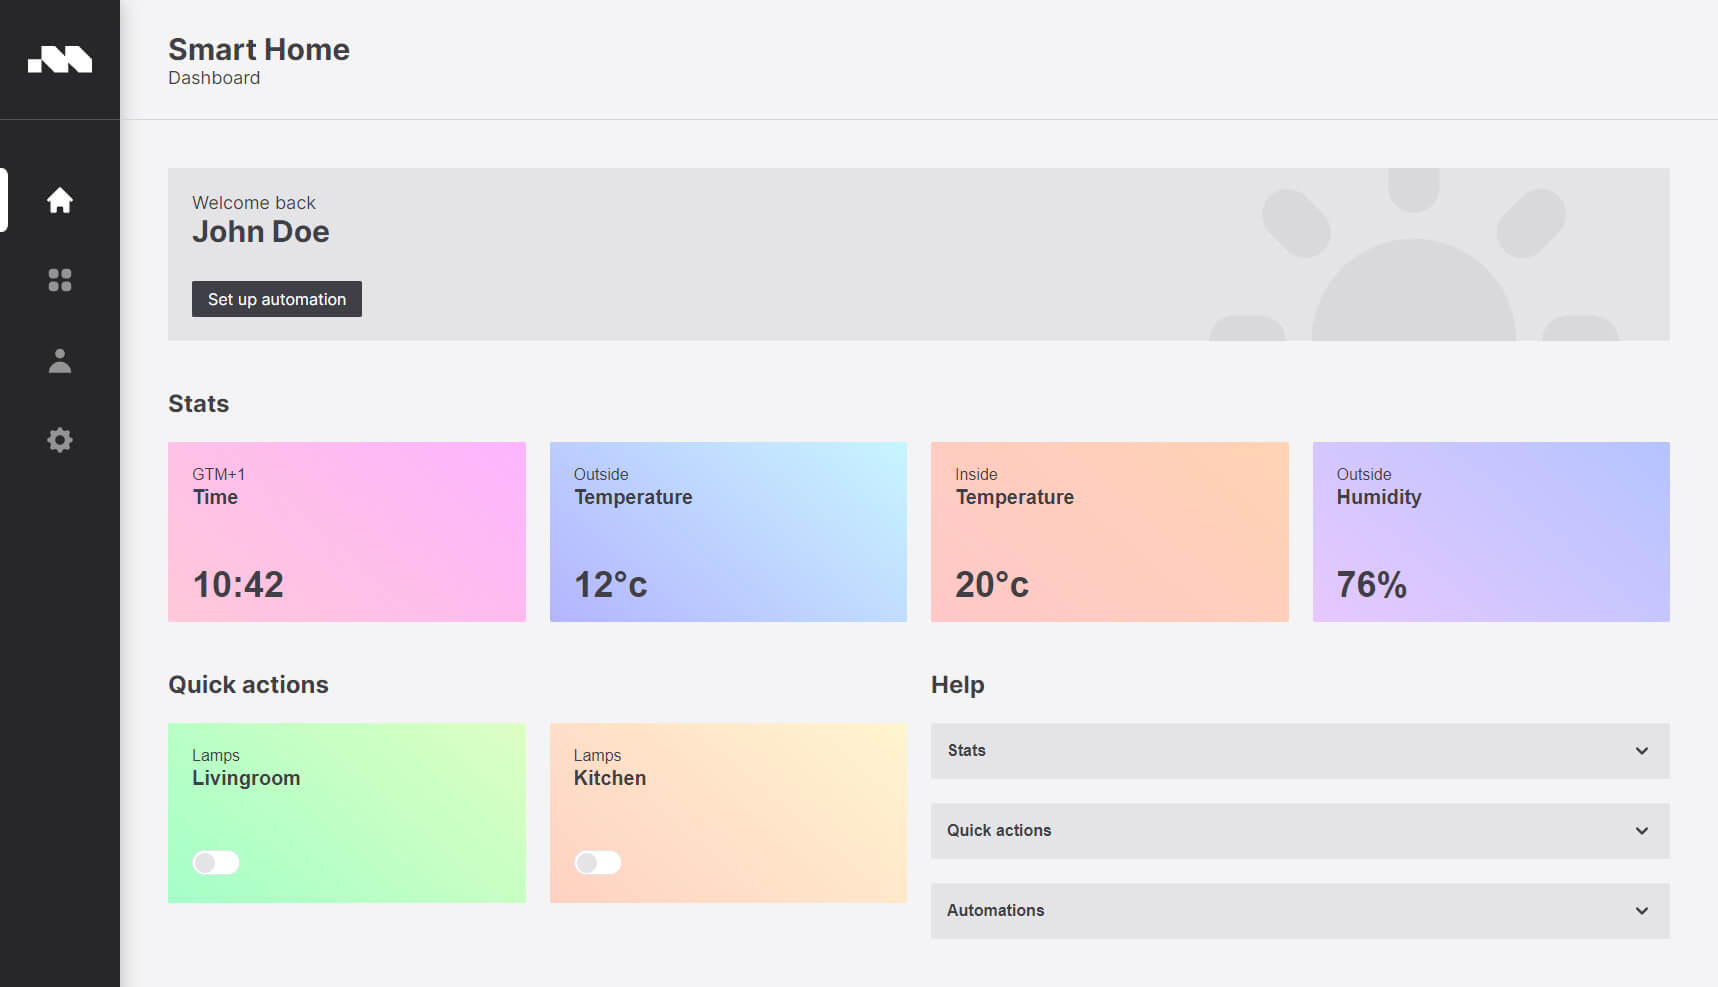 Smart Home
Dashboard
Welcome back
John Doe
Set up automation
Stats
GTM+1
Time
10:42
Outside
Temperature
12°c
Inside
Temperature
20°c
Outside
Humidity
76%
Quick actions
Lamps
Livingroom
Lamps
Kitchen
Help
Stats
Quick actions
Automations